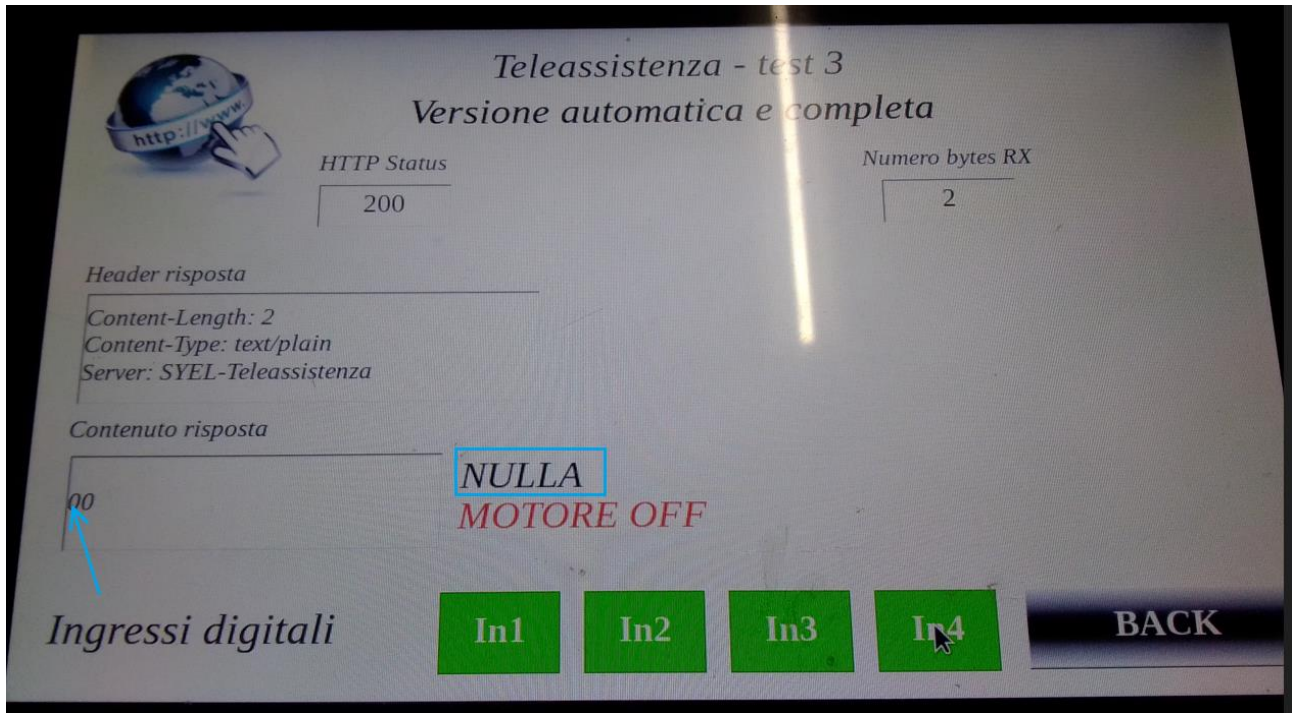 Teleassistenza - test 3
Versione automatica e completa
http://www.
HTTP Status
Numero bytes RX
200
2
Header risposta
Content-Length: 2
Content-Type: text/plain
Server: SYEL-Teleassistenza
Contenuto risposta
00
NULLA
MOTORE OFF
Ingressi digitali
In1
In2
In3
In4
BACK